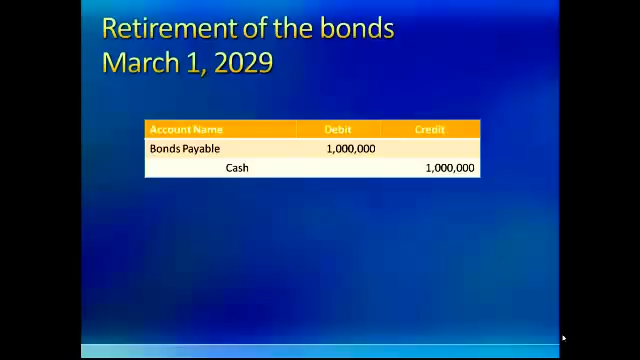 Retirement of the bonds
March 1, 2029
Account Name Debit Credit
Bonds Payable 1,000,000
Cash 1,000,000